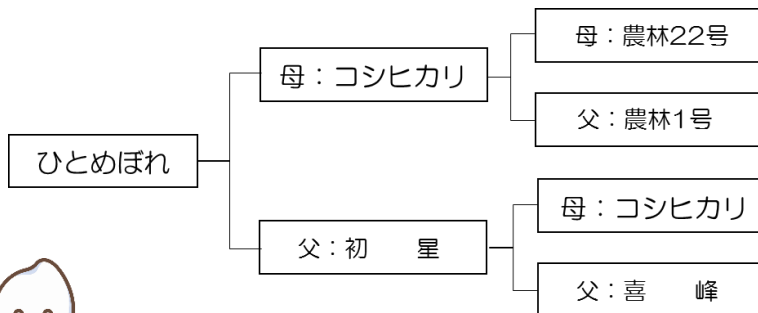 ひとめぼれ
母：コシヒカリ
母：農林22号
父：農林1号
父：初　星
母：コシヒカリ
父：喜　峰